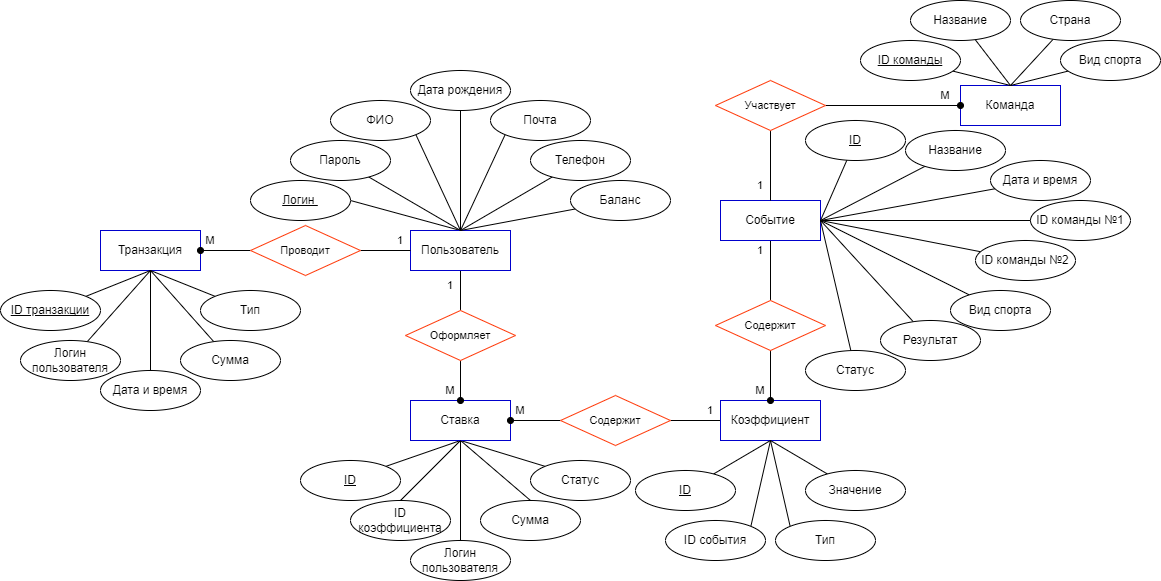 Название
Страна
ID команды
Вид спорта
Команда
M
Участвует
1
Дата рождения
ФИО
Почта
Пароль
Телефон
Логин
Баланс
ID
Название
Дата и время
ID команды №1
ID команды №2
Вид спорта
Результат
Статус
Событие
1
Транзакция
M
Проводит
1
Пользователь
1
ID транзакции
Тип
Логин
пользователя
Сумма
Дата и время
Оформляет
M
Содержит
M
Ставка
M
Содержит
1
Коэффициент
ID
Статус
ID
коэффициента
Сумма
Логин
пользователя
ID
Значение
ID события
Тип